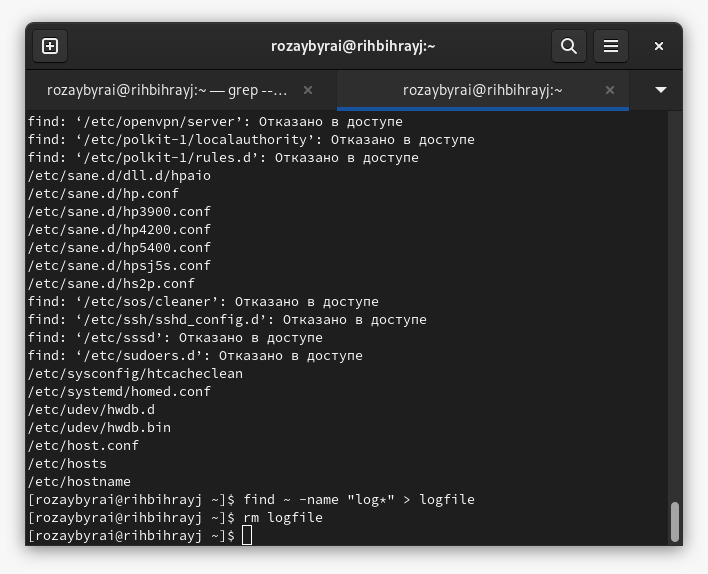 rozaybyrai@rihbihrayj:~
rozaybyrai@rihbihrayj:~ — grep --…
rozaybyrai@rihbihrayj:~
find: ‘/etc/openvpn/server’: Отказано в доступе
find: ‘/etc/polkit-1/localauthority’: Отказано в доступе
find: ‘/etc/polkit-1/rules.d’: Отказано в доступе
/etc/sane.d/dll.d/hpaio
/etc/sane.d/hp.conf
/etc/sane.d/hp3900.conf
/etc/sane.d/hp4200.conf
/etc/sane.d/hp5400.conf
/etc/sane.d/hpsj5s.conf
/etc/sane.d/hs2p.conf
find: ‘/etc/sos/cleaner’: Отказано в доступе
find: ‘/etc/ssh/sshd_config.d’: Отказано в доступе
find: ‘/etc/sssd’: Отказано в доступе
find: ‘/etc/sudoers.d’: Отказано в доступе
/etc/sysconfig/htcacheclean
/etc/systemd/homed.conf
/etc/udev/hwdb.d
/etc/udev/hwdb.bin
/etc/host.conf
/etc/hosts
/etc/hostname
[rozaybyrai@rihbihrayj ~]$ find ~ -name "log*" > logfile
[rozaybyrai@rihbihrayj ~]$ rm logfile
[rozaybyrai@rihbihrayj ~]$